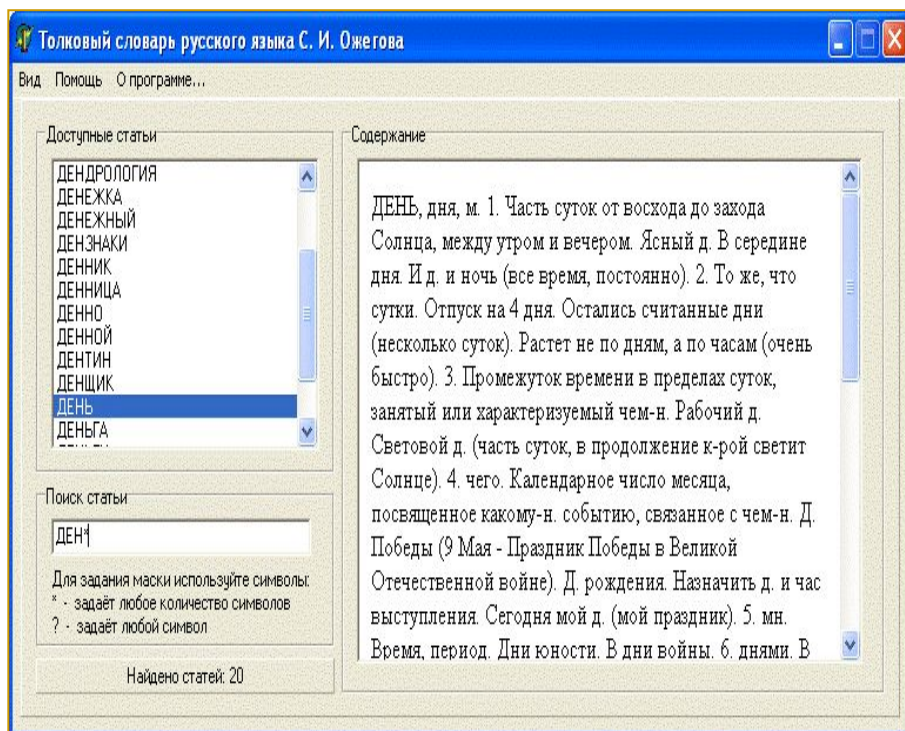 Толковый словарь русского языка С. И. Ожегова
Вид Помощь О программе...
Доступные статьи
ДЕНДРОЛОГИЯ
ДЕНЕЖКА
ДЕНЕЖНЫЙ
ДЕНЗНАКИ
ДЕННИК
ДЕННИЦА
ДЕННО
ДЕННОЙ
ДЕНТИН
ДЕНЩИК
ДЕНЬ
ДЕНЬГА
Поиск статьи
ДЕН*
Для задания маски используйте символы:
* - задаёт любое количество символов
? - задаёт любой символ
Найдено статей: 20
Содержание
ДЕНЬ, дня, м. 1. Часть суток от восхода до захода
Солнца, между утром и вечером. Ясный д. В середине
дня. И д. и ночь (все время, постоянно). 2. То же, что
сутки. Отпуск на 4 дня. Остались считанные дни
(несколько суток). Растет не по дням, а по часам (очень
быстро). 3. Промежуток времени в пределах суток,
занятый или характеризуемый чем-н. Рабочий д.
Световой д. (часть суток, в продолжение к-рой светит
Солнце). 4. чего. Календарное число месяца,
посвященное какому-н. событию, связанное с чем-н. Д.
Победы (9 Мая - Праздник Победы в Великой
Отечественной войне). Д. рождения. Назначить д. и час
выступления. Сегодня мой д. (мой праздник). 5. мн.
Время, период. Дни юности. В дни войны. 6. днями. В